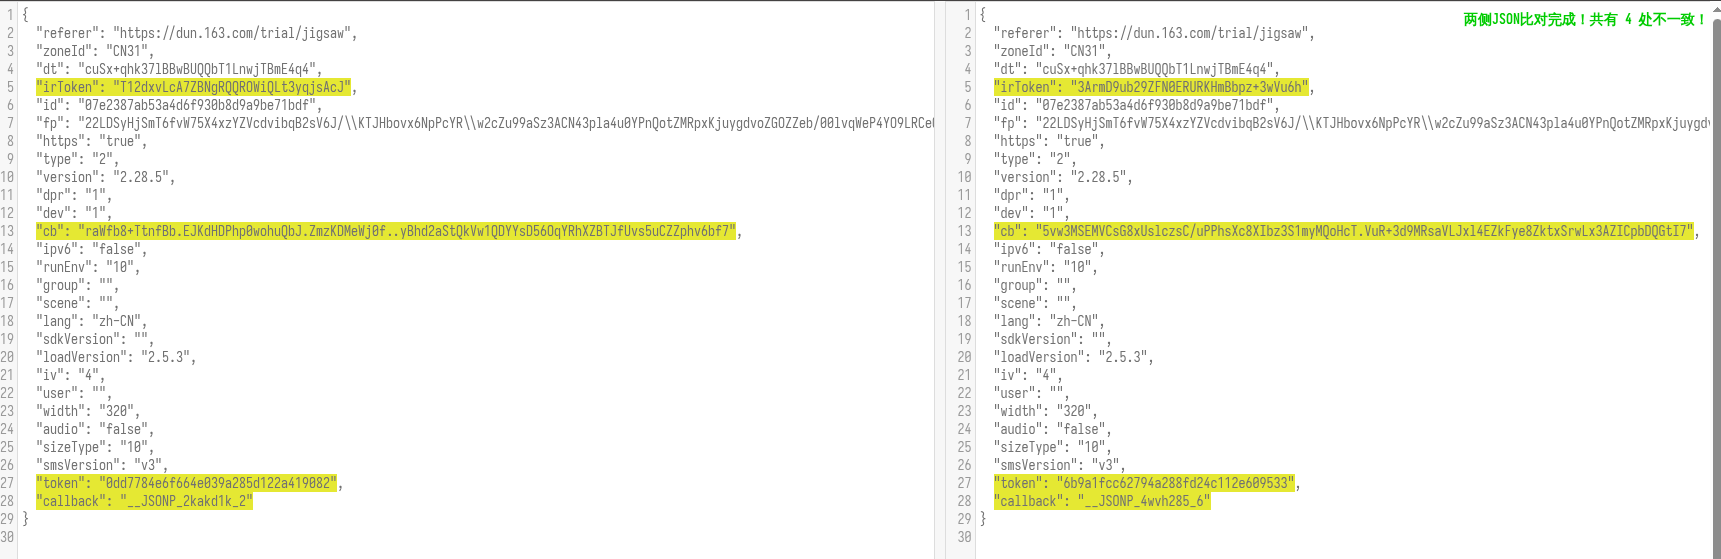 1 {
2 "referer": "https://dun.163.com/trial/jigsaw",
3 "zoneId": "CN31",
4 "dt": "cuSx+qhk37lBBwBUQQbT1LnwjTBmE4q4",
5 "irToken": "T12dxvLcA7ZBNgRQQROWiQLt3yqjsAcJ",
6 "id": "07e2387ab53a4d6f930b8d9a9be71bdf",
7 "fp": "22LDSyHjSmT6fvW75X4xzYZVcdvibqB2sV6J/\\KTJHbovx6NpPcYR\\w2cZu99aSz3ACN43pla4u0YPnQotZMRpxKjuygdvoZGOZZeb/00lvqWeP4YO9LRCe
8 "https": "true",
9 "type": "2",
10 "version": "2.28.5",
11 "dpr": "1",
12 "dev": "1",
13 "cb": "raWfb8+TtnfBb.EJKdHDPhp0wohuQbJ.ZmzKDMeWj0f..yBhd2aStQkVw1QDYYsD56OqYRhXZBTJfUvs5uCZZphv6bf7",
14 "ipv6": "false",
15 "runEnv": "10",
16 "group": "",
17 "scene": "",
18 "lang": "zh-CN",
19 "sdkVersion": "",
20 "loadVersion": "2.5.3",
21 "iv": "4",
22 "user": "",
23 "width": "320",
24 "audio": "false",
25 "sizeType": "10",
26 "smsVersion": "v3",
27 "token": "0dd7784e6f664e039a285d122a419082",
28 "callback": "__JSONP_2kakd1k_2"
29 }
30
两侧JSON比对完成！共有 4 处不一致！
1 {
2 "referer": "https://dun.163.com/trial/jigsaw",
3 "zoneId": "CN31",
4 "dt": "cuSx+qhk37lBBwBUQQbT1LnwjTBmE4q4",
5 "irToken": "3ArmD9ub29ZFN0ERURKHmBbpz+3wVu6h",
6 "id": "07e2387ab53a4d6f930b8d9a9be71bdf",
7 "fp": "22LDSyHjSmT6fvW75X4xzYZVcdvibqB2sV6J/\\KTJHbovx6NpPcYR\\w2cZu99aSz3ACN43pla4u0YPnQotZMRpxKjuygdv
8 "https": "true",
9 "type": "2",
10 "version": "2.28.5",
11 "dpr": "1",
12 "dev": "1",
13 "cb": "5vw3MSEMVCsG8xUslczsC/uPPhsXc8XIbz3S1myMQoHcT.VuR+3d9MRsaVLJxl4EZkFye8ZktxSrwLx3AZICpbDQGtI7",
14 "ipv6": "false",
15 "runEnv": "10",
16 "group": "",
17 "scene": "",
18 "lang": "zh-CN",
19 "sdkVersion": "",
20 "loadVersion": "2.5.3",
21 "iv": "4",
22 "user": "",
23 "width": "320",
24 "audio": "false",
25 "sizeType": "10",
26 "smsVersion": "v3",
27 "token": "6b9a1fcc62794a288fd24c112e609533",
28 "callback": "__JSONP_4wvh285_6"
29 }
30